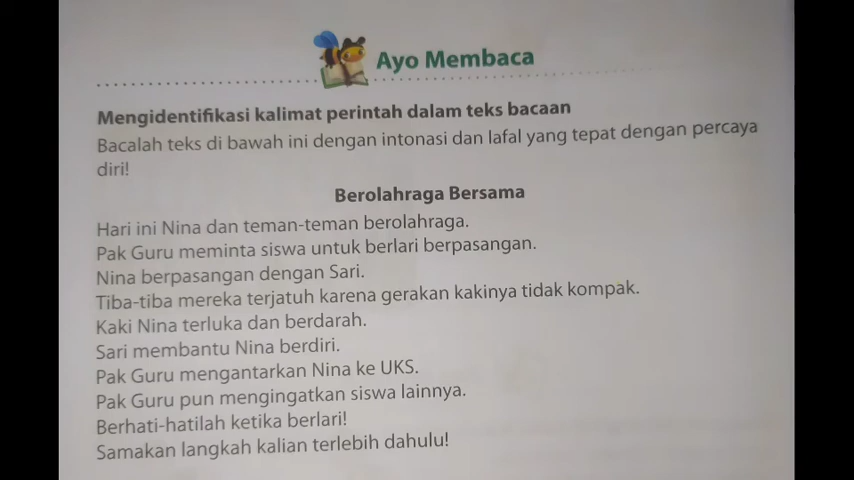 Ayo Membaca
Mengidentifikasi kalimat perintah dalam teks bacaan
Bacalah teks di bawah ini dengan intonasi dan lafal yang tepat dengan percaya
diri!
Berolahraga Bersama
Hari ini Nina dan teman-teman berolahraga.
Pak Guru meminta siswa untuk berlari berpasangan.
Nina berpasangan dengan Sari.
Tiba-tiba mereka terjatuh karena gerakan kakinya tidak kompak.
Kaki Nina terluka dan berdarah.
Sari membantu Nina berdiri.
Pak Guru mengantarkan Nina ke UKS.
Pak Guru pun mengingatkan siswa lainnya.
Berhati-hatilah ketika berlari!
Samakan langkah kalian terlebih dahulu!